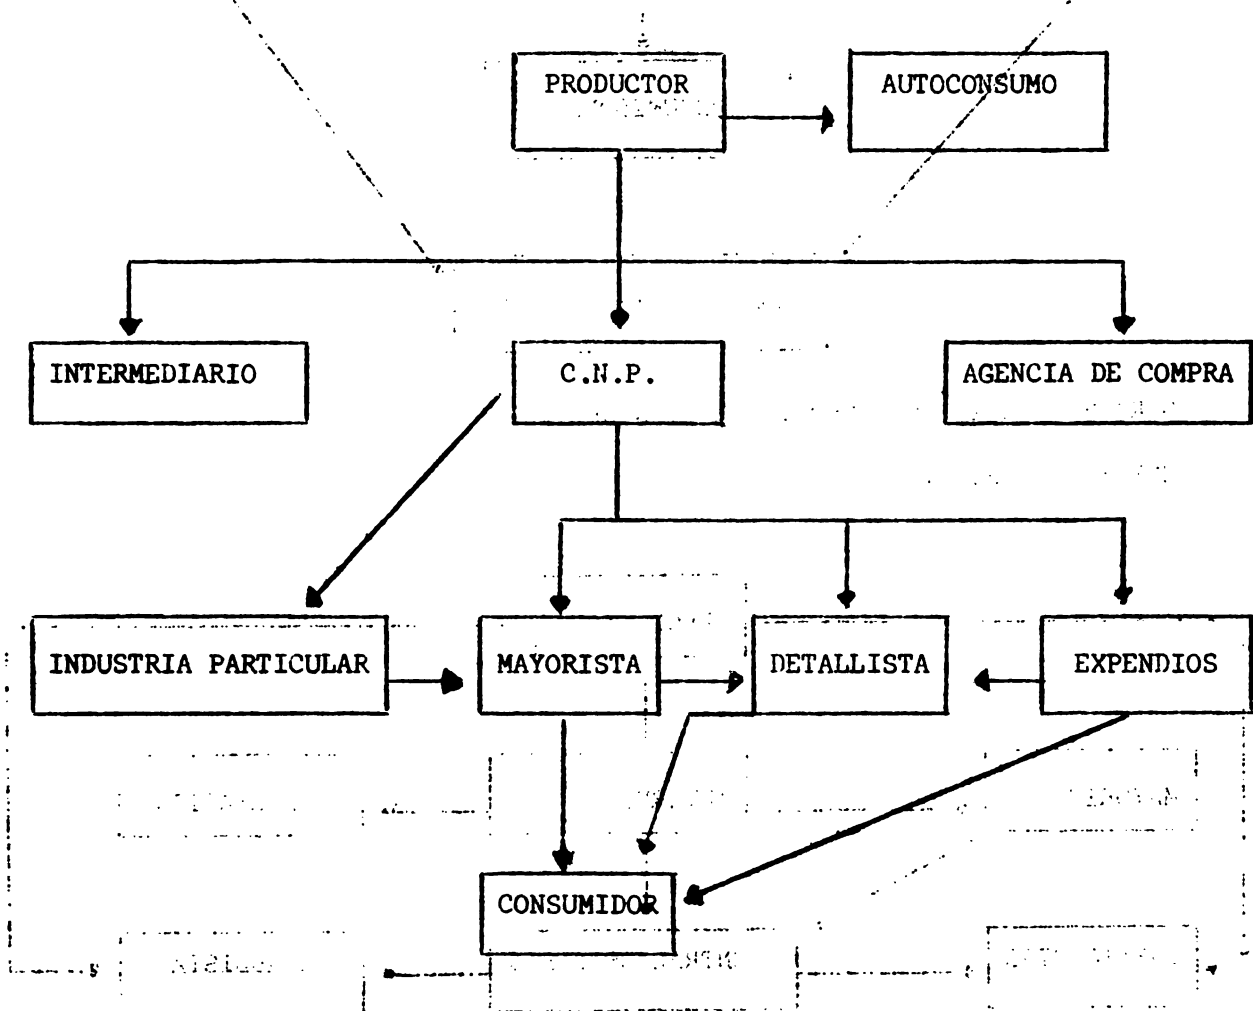 PRODUCTOR
AUTOCONSUMO
INTERMEDIARIO
C.N.P.
AGENCIA DE COMPRA
INDUSTRIA PARTICULAR
MAYORISTA
DETALLISTA
EXPENDIOS
CONSUMIDOR